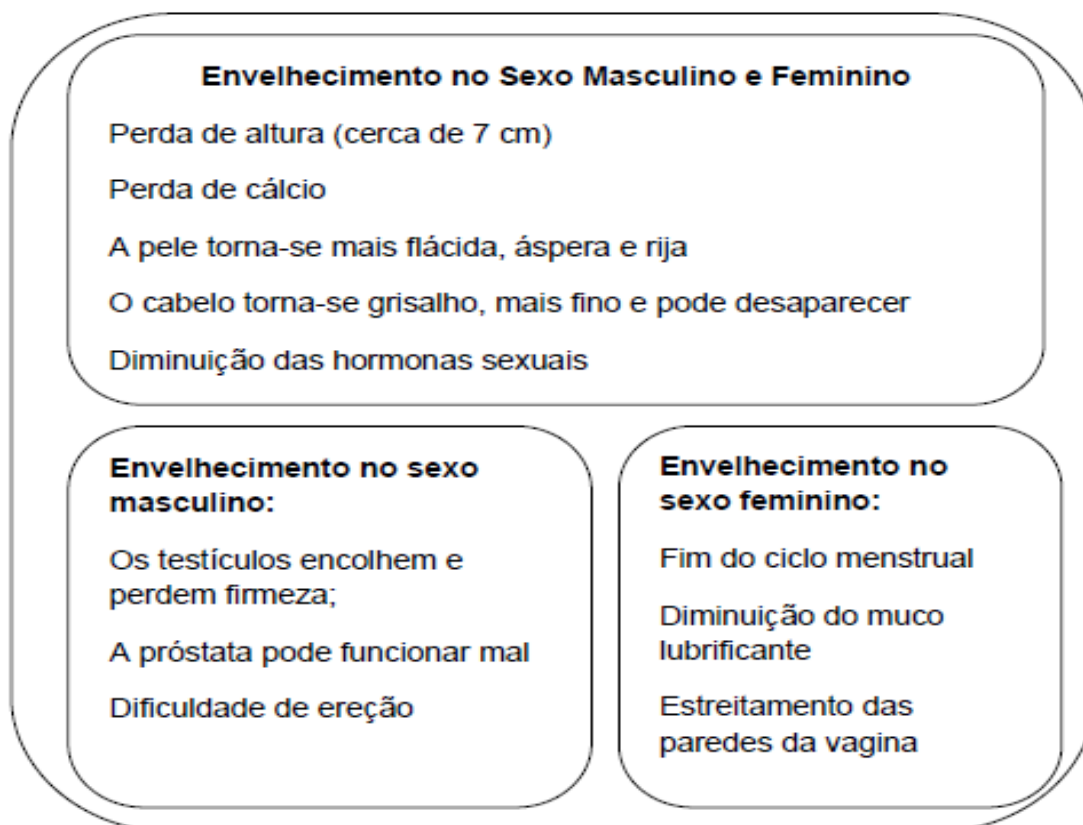 Envelhecimento no Sexo Masculino e Feminino
Perda de altura (cerca de 7 cm)
Perda de cálcio
A pele torna-se mais flácida, áspera e rija
O cabelo torna-se grisalho, mais fino e pode desaparecer
Diminuição das hormonas sexuais
Envelhecimento no sexo
masculino:
Os testículos encolhem e
perdem firmeza;
A próstata pode funcionar mal
Dificuldade de ereção
Envelhecimento no
sexo feminino:
Fim do ciclo menstrual
Diminuição do muco
lubrificante
Estreitamento das
paredes da vagina